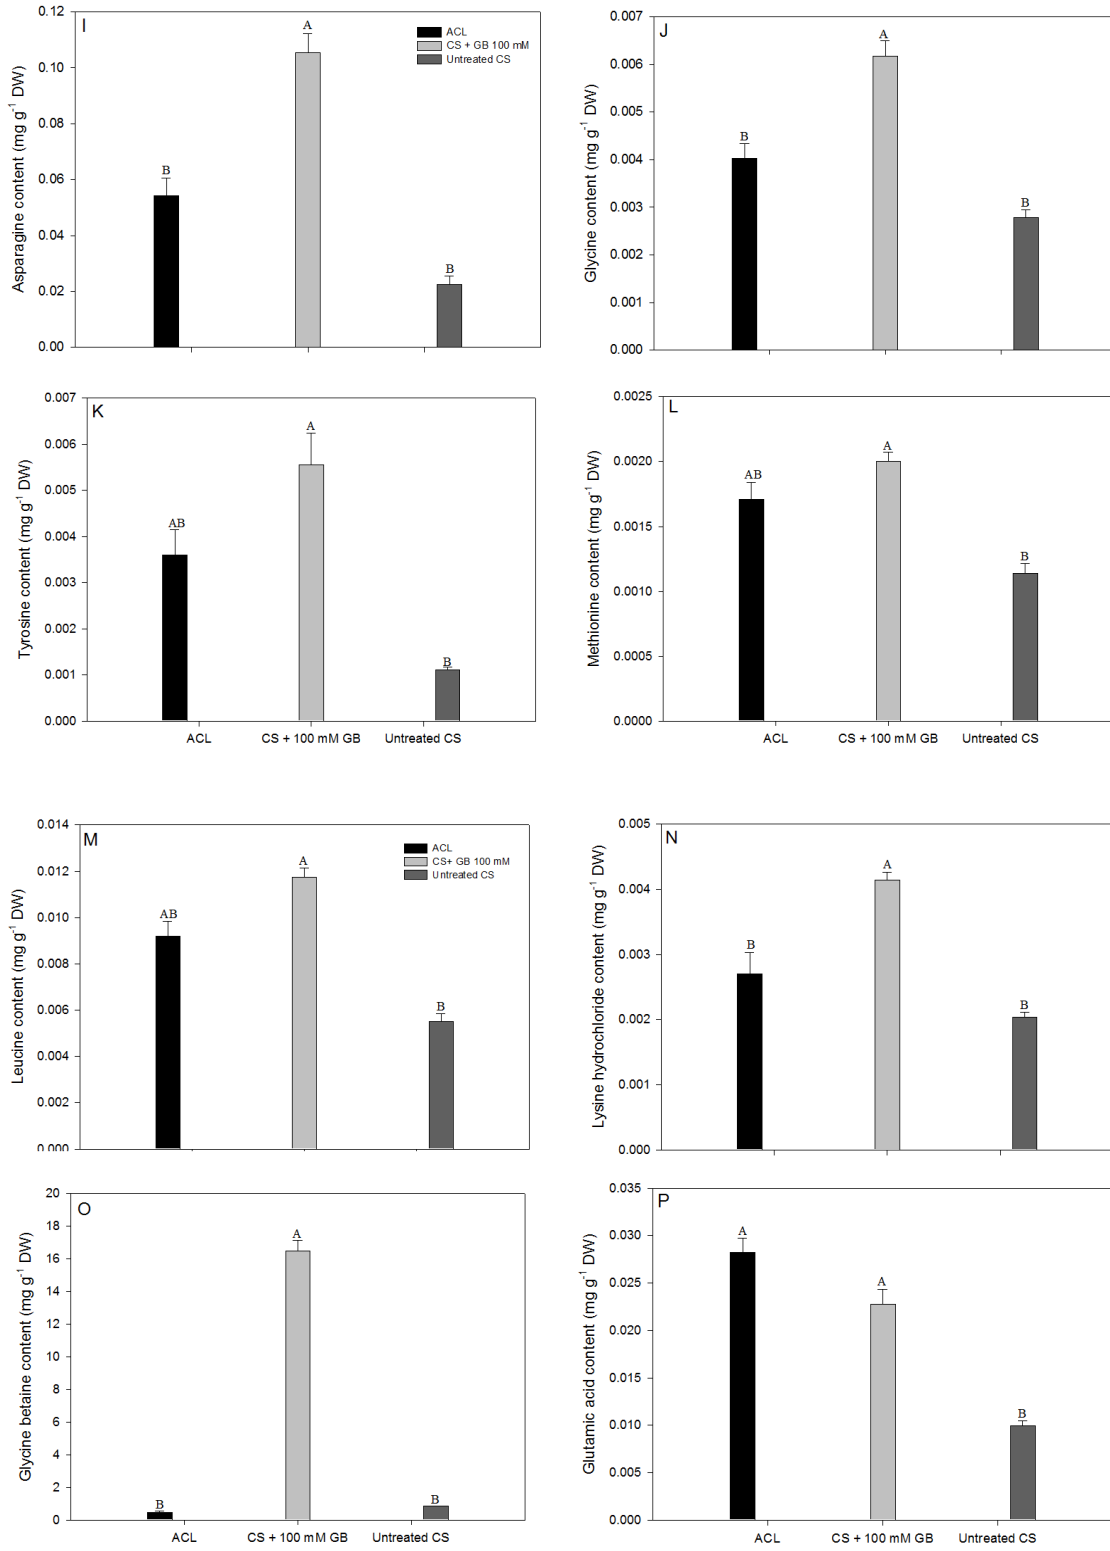 I
ACL
CS + GB 100 mM
Untreated CS
Asparagine content (mg g⁻¹ DW)
0.12
0.10
0.08
0.06
0.04
0.02
0.00
B
A
B
J
Glycine content (mg g⁻¹ DW)
0.007
0.006
0.005
0.004
0.003
0.002
0.001
0.000
B
A
B
K
Tyrosine content (mg g⁻¹ DW)
0.007
0.006
0.005
0.004
0.003
0.002
0.001
0.000
AB
A
B
ACL
CS + 100 mM GB
Untreated CS
L
Methionine content (mg g⁻¹ DW)
0.0025
0.0020
0.0015
0.0010
0.0005
0.0000
AB
A
B
ACL
CS + 100 mM GB
Untreated CS
M
ACL
CS+ GB 100 mM
Untreated CS
Leucine content (mg g⁻¹ DW)
0.014
0.012
0.010
0.008
0.006
0.004
0.002
0.000
AB
A
B
N
Lysine hydrochloride content (mg g⁻¹ DW)
0.005
0.004
0.003
0.002
0.001
0.000
B
A
B
O
Glycine betaine content (mg g⁻¹ DW)
20
18
16
14
12
10
8
6
4
2
0
B
A
B
ACL
CS + 100 mM GB
Untreated CS
P
Glutamic acid content (mg g⁻¹ DW)
0.035
0.030
0.025
0.020
0.015
0.010
0.005
0.000
A
A
B
ACL
CS + 100 mM GB
Untreated CS